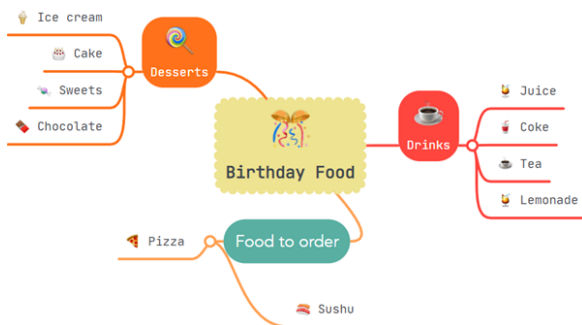 Ice cream
Cake
Sweets
Chocolate
Desserts
Birthday Food
Drinks
Juice
Coke
Tea
Lemonade
Food to order
Pizza
Sushu